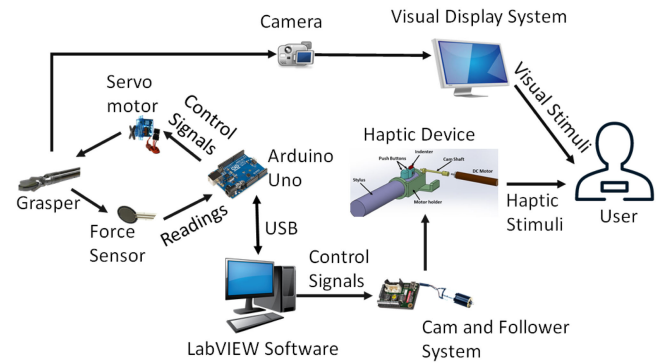 Camera
Visual Display System
Servo
motor
Control
Signals
Visual Stimuli
Haptic Device
Indenter
Push Buttons
Cam Shaft
Stylus
DC Motor
Motor holder
Arduino
Uno
Grasper
Force
Sensor
Readings
USB
Haptic
Stimuli
User
Control
Signals
LabVIEW Software
Cam and Follower
System